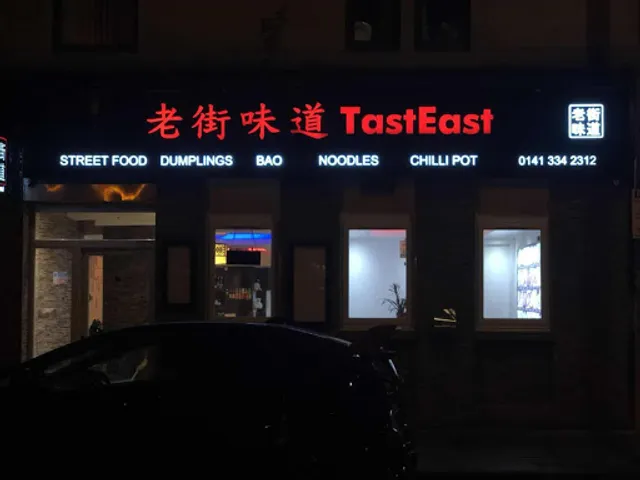 老街味道 TastEast
老街
味道
STREET FOOD DUMPLINGS BAO NOODLES CHILLI POT 0141 334 2312